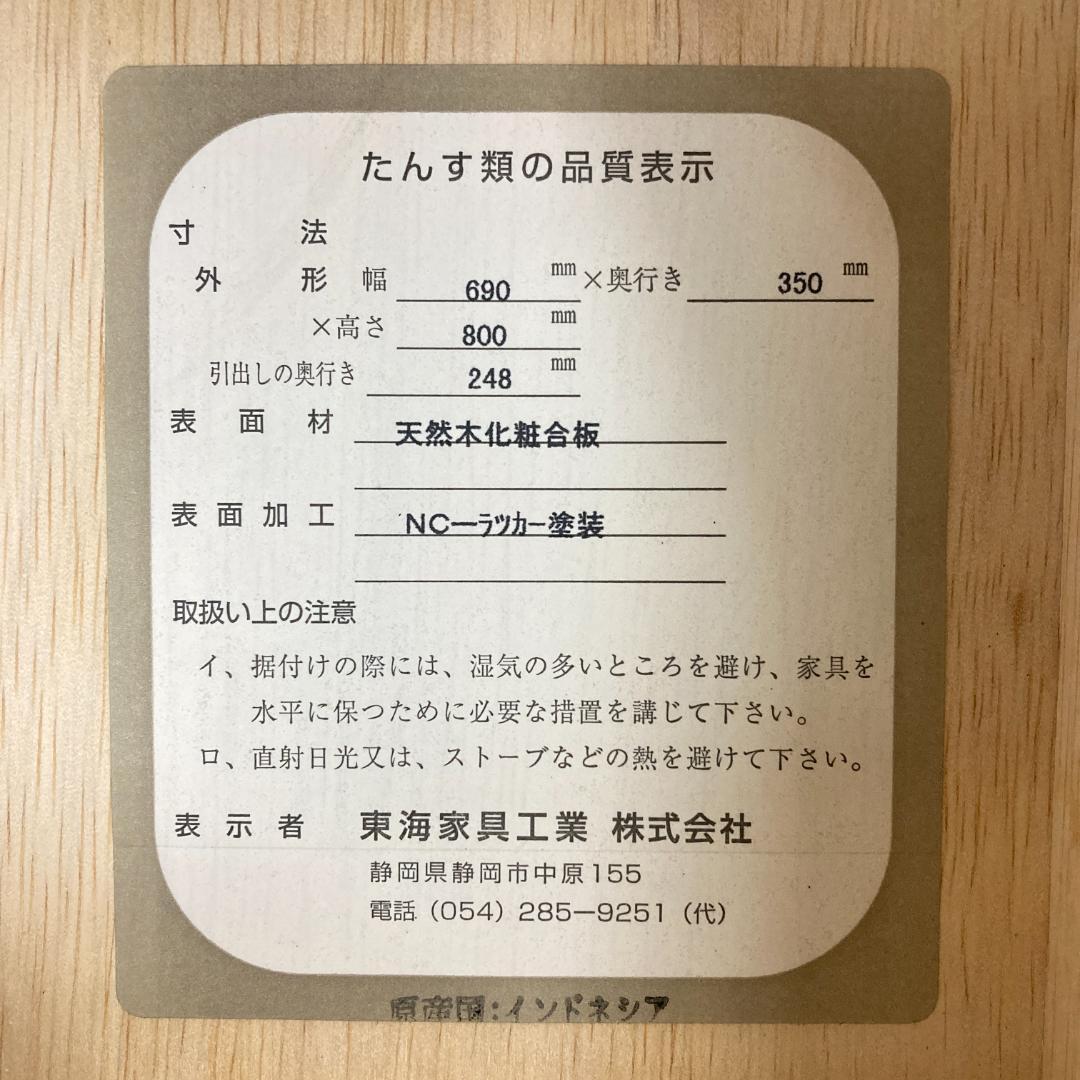 たんす類の品質表示
寸法
外形 幅 690 mm ×奥行き 350 mm
×高さ 800 mm
引出しの奥行き 248 mm
表面材 天然木化粧合板
表面加工 NCーラツカー塗装
取扱い上の注意
イ、据付けの際には、湿気の多いところを避け、家具を
水平に保つために必要な措置を講じて下さい。
ロ、直射日光又は、ストーブなどの熱を避けて下さい。
表示者 東海家具工業 株式会社
静岡県静岡市中原155
電話（054）285ー9251（代）
原産国:インドネシア